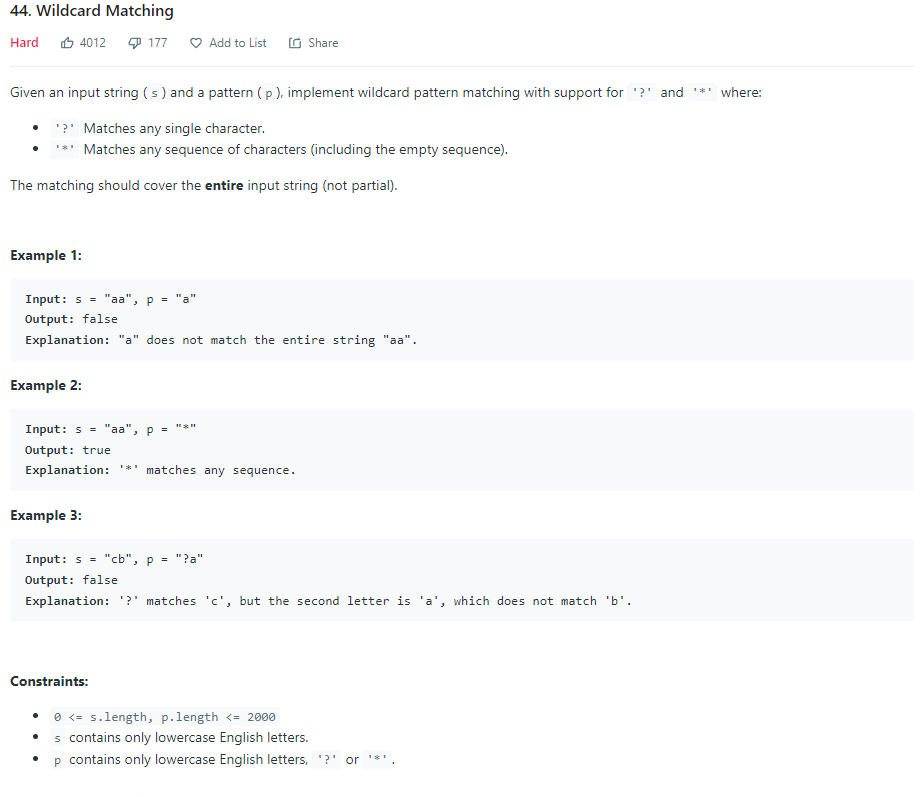 44. Wildcard Matching
Hard 4012 177 Add to List Share
Given an input string ( s ) and a pattern ( p ), implement wildcard pattern matching with support for '?' and '*' where:
• '?' Matches any single character.
• '*' Matches any sequence of characters (including the empty sequence).
The matching should cover the entire input string (not partial).
Example 1:
Input: s = "aa", p = "a"
Output: false
Explanation: "a" does not match the entire string "aa".
Example 2:
Input: s = "aa", p = "*"
Output: true
Explanation: '*' matches any sequence.
Example 3:
Input: s = "cb", p = "?a"
Output: false
Explanation: '?' matches 'c', but the second letter is 'a', which does not match 'b'.
Constraints:
• 0 <= s.length, p.length <= 2000
• s contains only lowercase English letters.
• p contains only lowercase English letters, '?' or '*'.